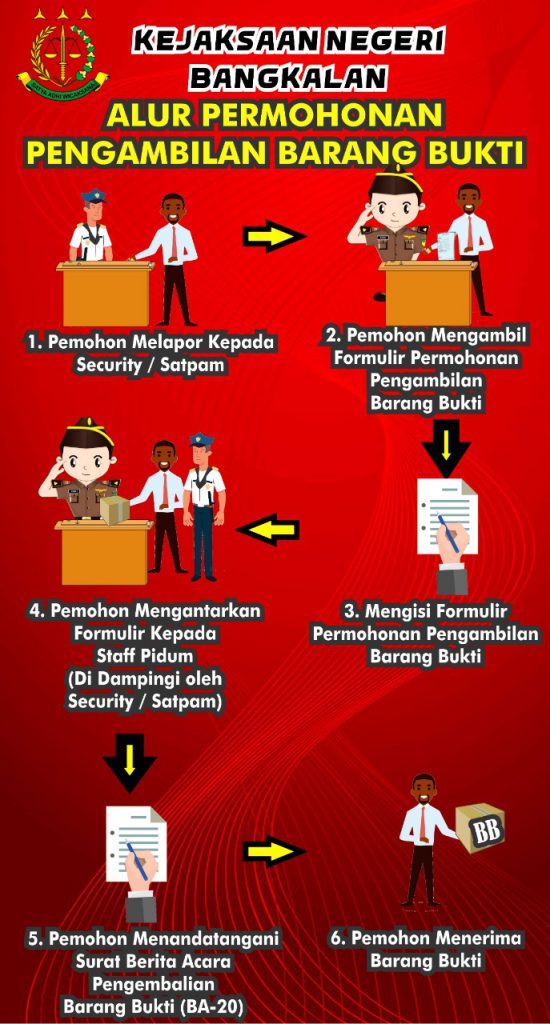 KEJAKSAAN NEGERI
BANGKALAN
ALUR PERMOHONAN
PENGAMBILAN BARANG BUKTI
SATYA ADHI WICAKSANA
1. Pemohon Melapor Kepada
Security / Satpam
2. Pemohon Mengambil
Formulir Permohonan
Pengambilan
Barang Bukti
3. Mengisi Formulir
Permohonan Pengambilan
Barang Bukti
4. Pemohon Mengantarkan
Formulir Kepada
Staff Pidum
(Di Dampingi oleh
Security / Satpam)
5. Pemohon Menandatangani
Surat Berita Acara
Pengembalian
Barang Bukti (BA-20)
BB
6. Pemohon Menerima
Barang Bukti